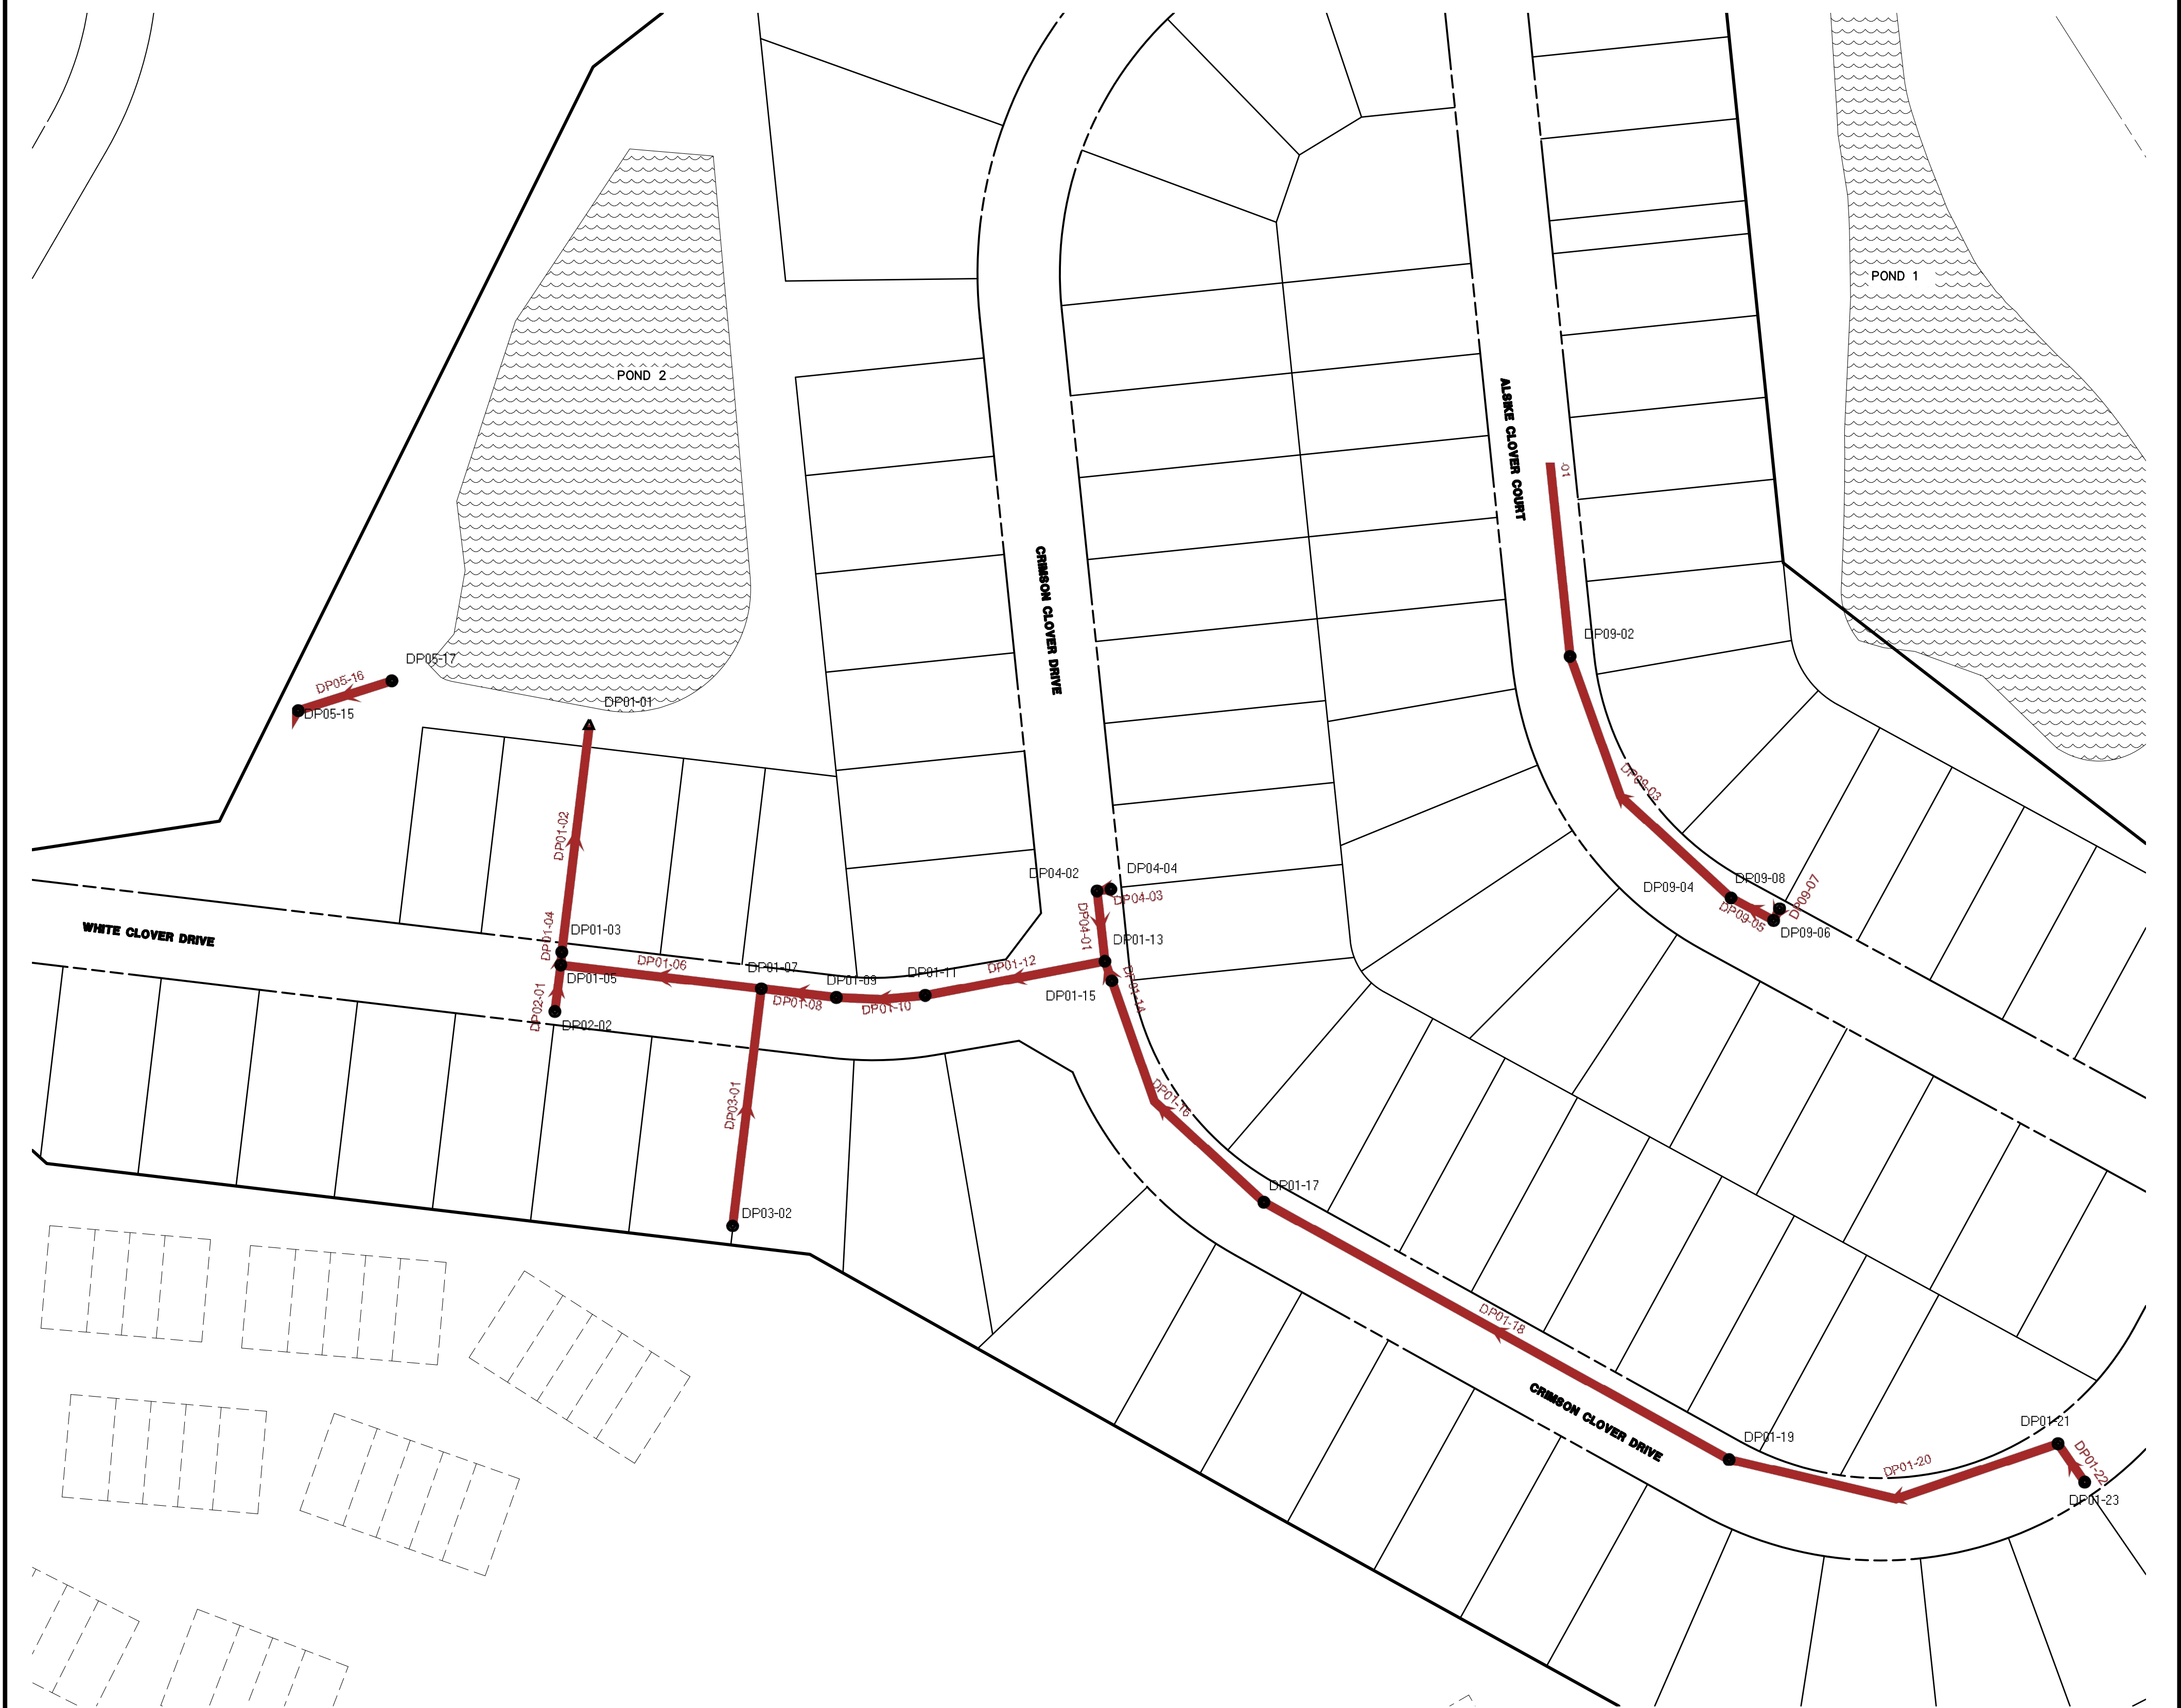 POND 1
POND 2
ALSIKE CLOVER COURT
-01
CRIMSON CLOVER DRIVE
DP09-02
DP05-17
DP05-16
DP05-15
DP01-01
DP09-03
DP01-02
DP04-02
DP04-04
DP04-03
DP09-04
DP09-08
DP09-07
DP09-05
DP09-06
DP04-01
WHITE CLOVER DRIVE
DP01-04
DP01-03
DP01-13
DP01-06
DP01-07
DP01-12
DP01-05
DP01-09
DP01-11
DP01-14
DP01-15
DP01-08
DP01-10
DP02-01
DP02-02
DP03-01
DP01-16
DP01-17
DP03-02
DP01-18
CRIMSON CLOVER DRIVE
DP01-19
DP01-21
DP01-20
DP01-22
DP01-23